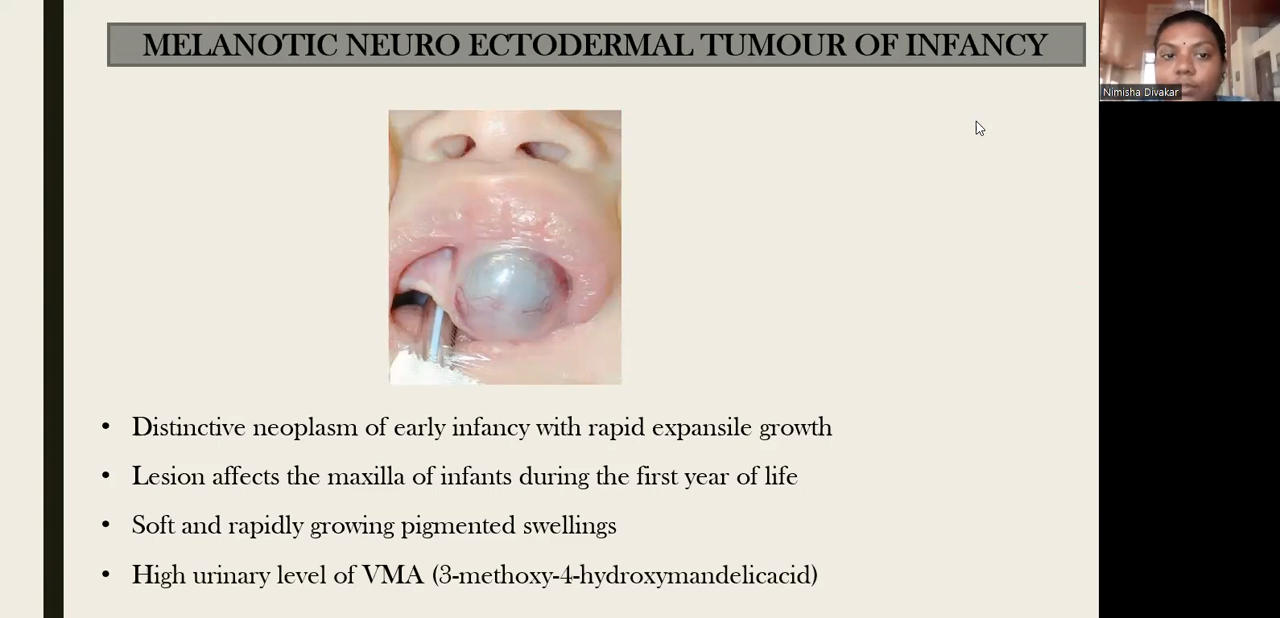 MELANOTIC NEURO ECTODERMAL TUMOUR OF INFANCY
Nimisha Divakar
• Distinctive neoplasm of early infancy with rapid expansile growth
• Lesion affects the maxilla of infants during the first year of life
• Soft and rapidly growing pigmented swellings
• High urinary level of VMA (3-methoxy-4-hydroxymandelicacid)